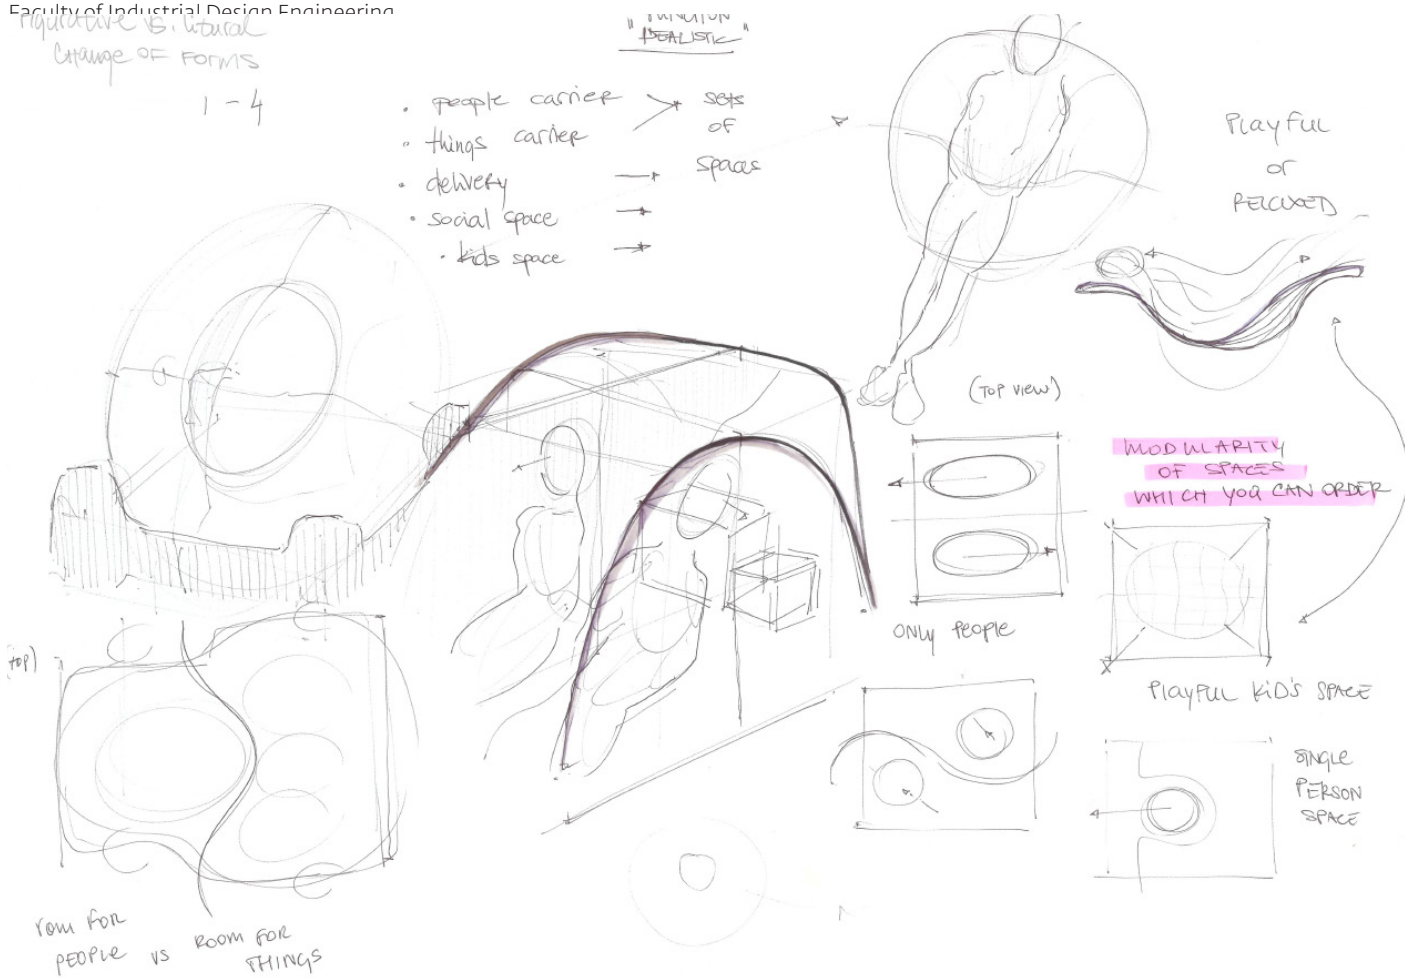 Faculty of Industrial Design Engineering
Figurative vs. litural
Change OF FORMS
1 - 4
"FUNCTION
REALISTIC"
• people carrier
• things carrier
• delivery
• social space
• kids space
sets
OF
spaces
Playful
or
RELAXED
(TOP VIEW)
MODULARITY
OF SPACES
WHICH YOU CAN ORDER
ONLY PEOPLE
PLAYFUL KID'S SPACE
SINGLE
PERSON
SPACE
(top)
room FOR
PEOPLE vs ROOM FOR
THINGS